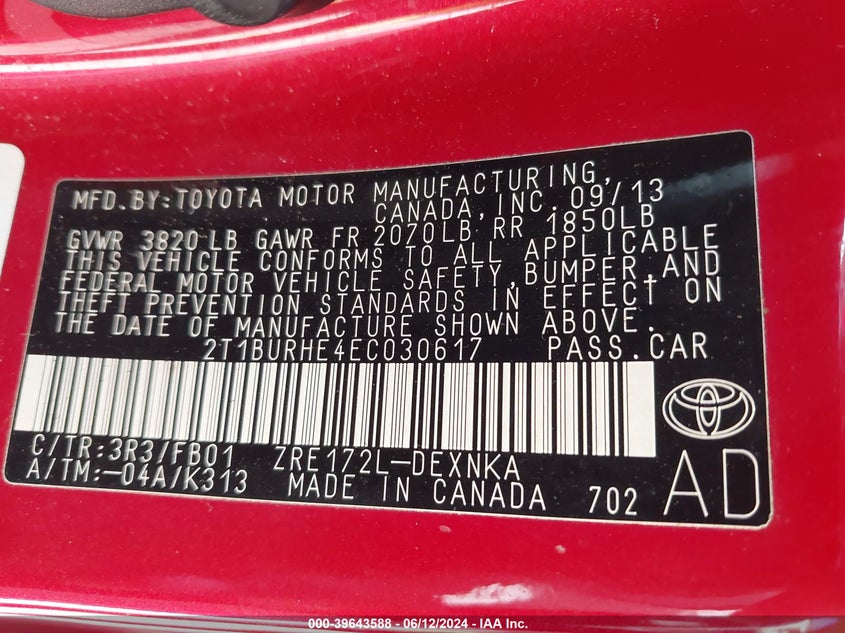 MFD. BY: TOYOTA MOTOR MANUFACTURING,
CANADA, INC. 09/13
GVWR 3820 LB GAWR FR 2070LB RR 1850LB
THIS VEHICLE CONFORMS TO ALL APPLICABLE
FEDERAL MOTOR VEHICLE SAFETY, BUMPER, AND
THEFT PREVENTION STANDARDS IN EFFECT ON
THE DATE OF MANUFACTURE SHOWN ABOVE.
2T1BURHE4EC030617 PASS. CAR
C/TR: 3R3/FB01 ZRE172L-DEXNKA
A/TM: -04A/K313 MADE IN CANADA 702 AD
000-39643588 - 06/12/2024 - IAA Inc.